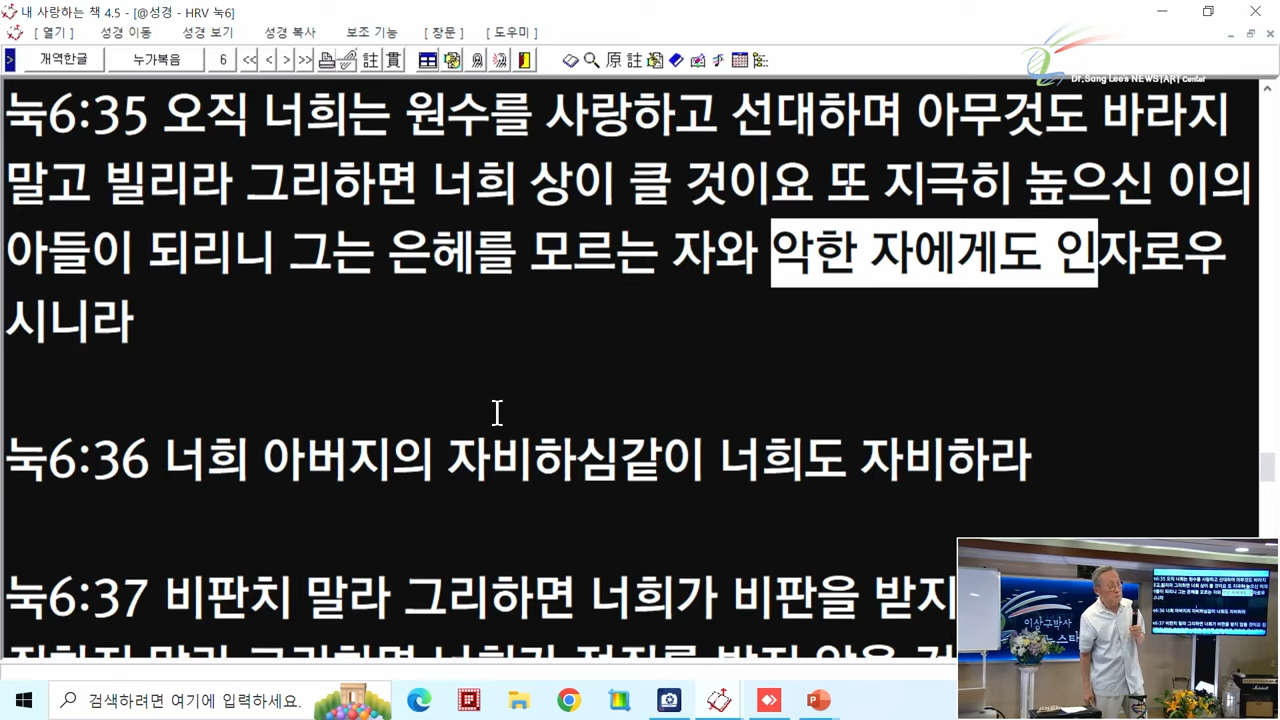 내 사랑하는 책 4.5 - [@성경 - HRV 눅6]
[ 열기 ] 성경 이동 성경 보기 성경 복사 보조 기능 [ 창문 ] [ 도우미 ]
개역한글 누가복음 6 << < > >> 註 貫 原 註
Dr.Sang Lee's NEWSTART Center
눅6:35 오직 너희는 원수를 사랑하고 선대하며 아무것도 바라지
말고 빌리라 그리하면 너희 상이 클 것이요 또 지극히 높으신 이의
아들이 되리니 그는 은혜를 모르는 자와 악한 자에게도 인자로우
시니라
눅6:36 너희 아버지의 자비하심같이 너희도 자비하라
눅6:37 비판치 말라 그리하면 너희가 비판을 받지
이상구박사
검색하려면 여기에 입력하세요.